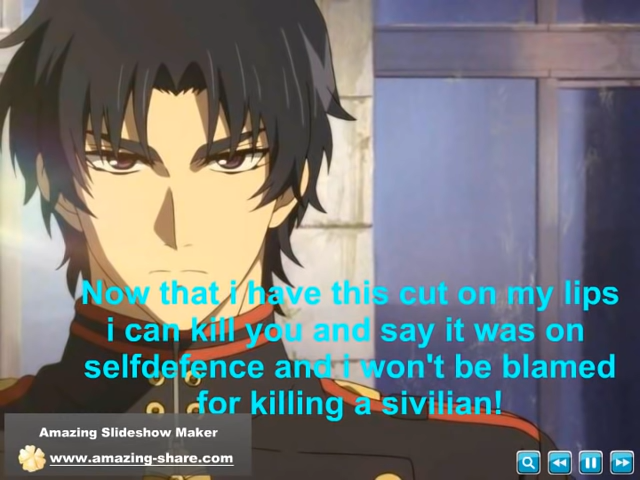 Now that i have this cut on my lips
i can kill you and say it was on
selfdefence and i won't be blamed
for killing a sivilian!
Amazing Slideshow Maker
www.amazing-share.com